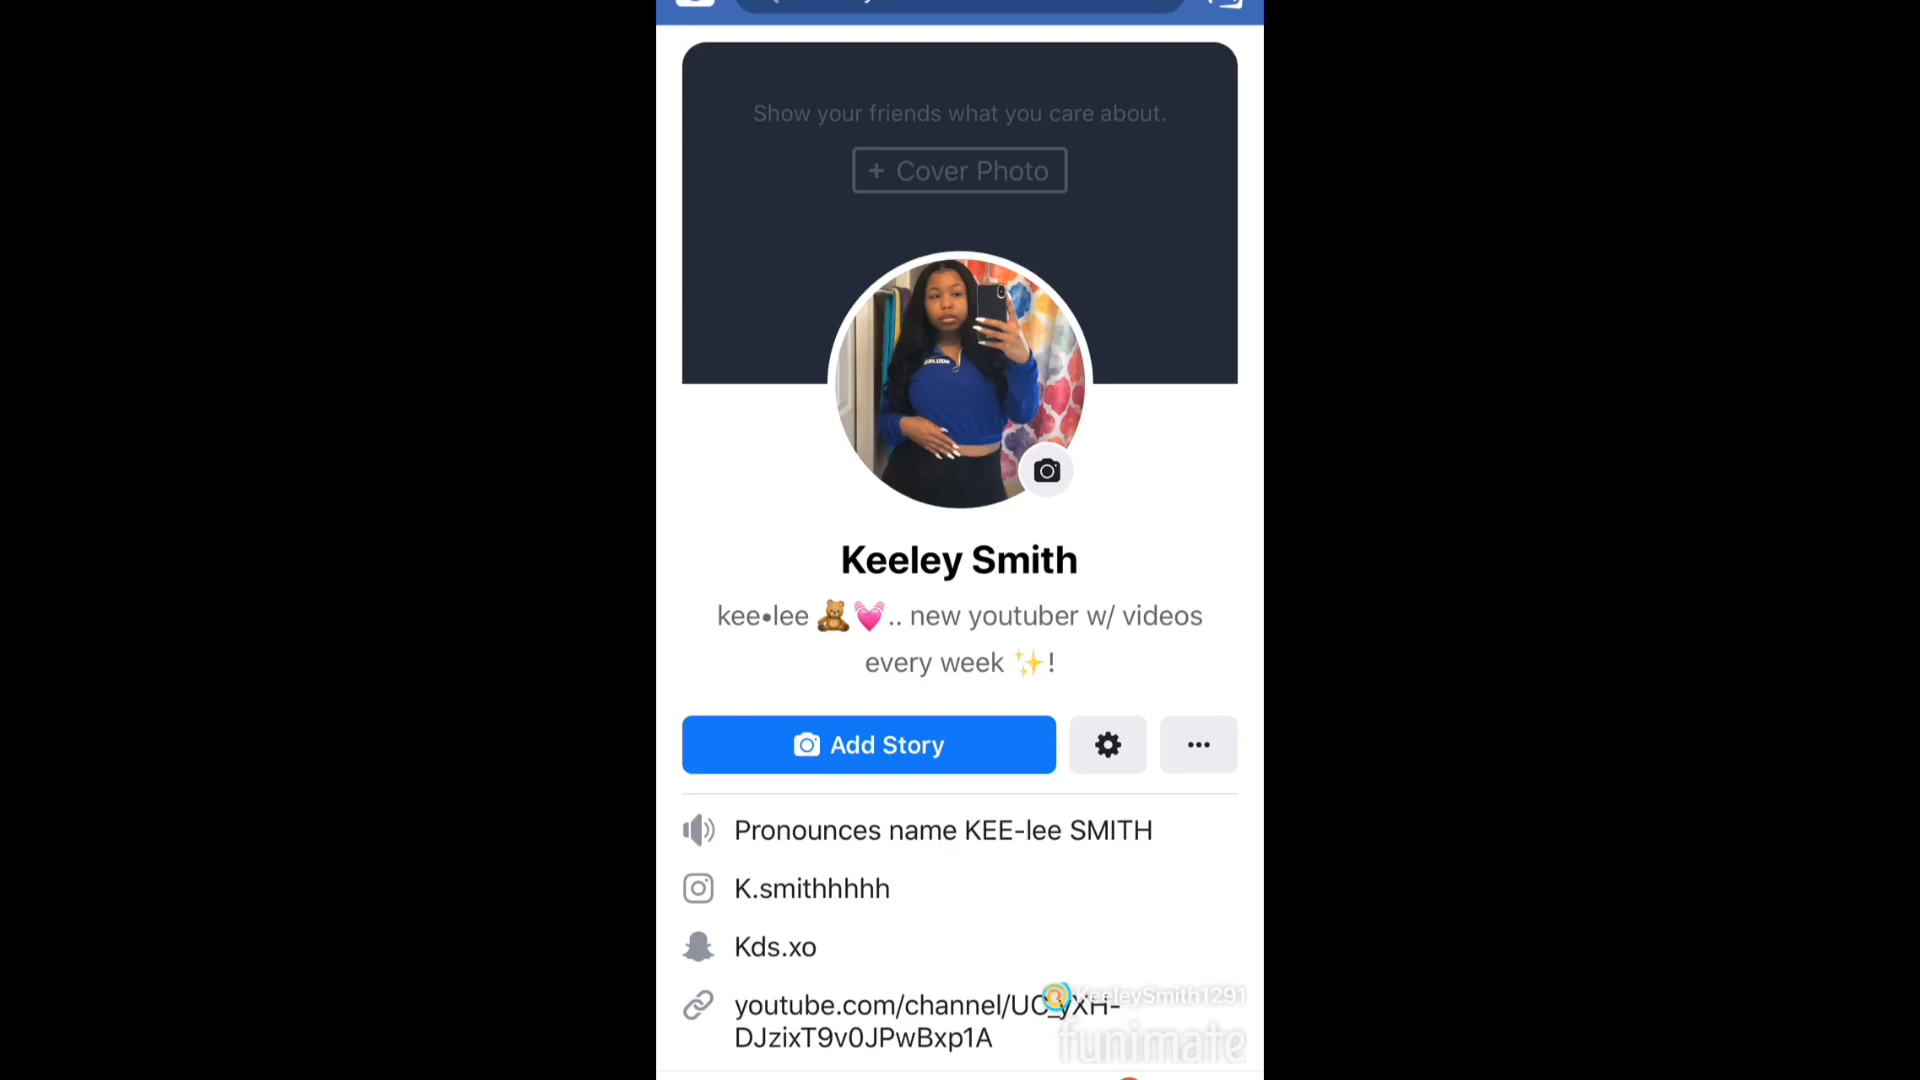 Show your friends what you care about.
+ Cover Photo
Keeley Smith
kee•lee 🧸💓.. new youtuber w/ videos
every week ✨!
Add Story
Pronounces name KEE-lee SMITH
K.smithhhhh
Kds.xo
youtube.com/channel/UC_yXH-
DJzixT9v0JPwBxp1A
KeeleySmith1291
funimate